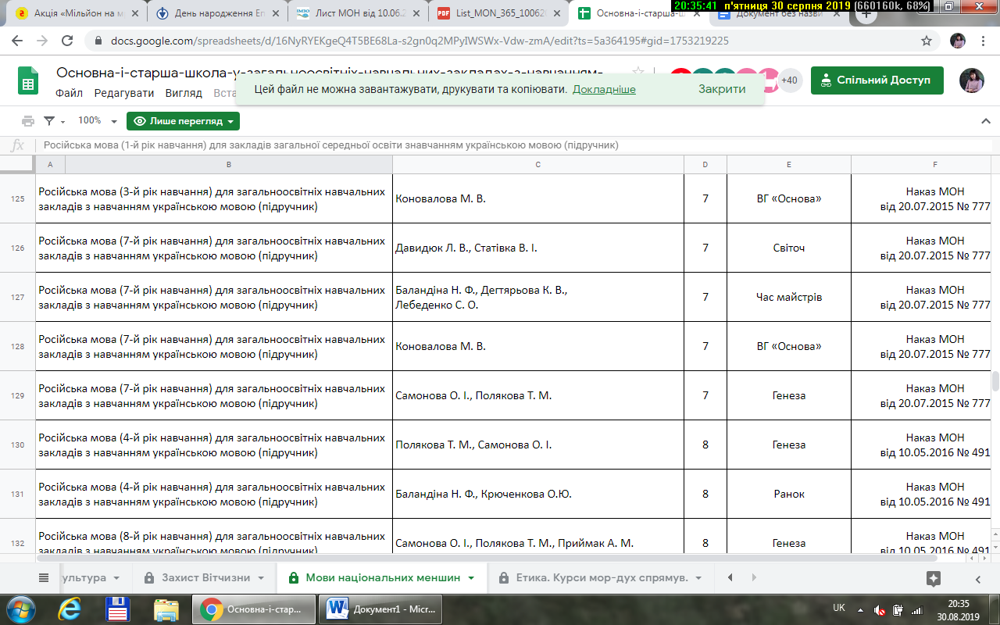 20:35:41 п'ятниця 30 серпня 2019 (660160k, 68%)
Акція «Мільйон на м
День народження Еп
Лист МОН від 10.06.2
List_MON_365_10062
Основна-і-старша-ш
Документ без назви
docs.google.com/spreadsheets/d/16NyRYEKgeQ4T5BE68La-s2gn0q2MPyIWSWx-Vdw-zmA/edit?ts=5a364195#gid=1753219225
Основна-і-старша-школа-у-загальноосвітніх-навчальних-закладах-з-навчанням-
Файл Редагувати Вигляд Вста
Цей файл не можна завантажувати, друкувати та копіювати. Докладніше Закрити
+40
Спільний Доступ
100% Лише перегляд
fx Російська мова (1-й рік навчання) для закладів загальної середньої освіти знавчанням українською мовою (підручник)
A B C D E F
125 Російська мова (3-й рік навчання) для загальноосвітніх навчальних
закладів з навчанням українською мовою (підручник)
Коновалова М. В.
7
ВГ «Основа»
Наказ МОН
від 20.07.2015 № 777
126 Російська мова (7-й рік навчання) для загальноосвітніх навчальних
закладів з навчанням українською мовою (підручник)
Давидюк Л. В., Статівка В. І.
7
Світоч
Наказ МОН
від 20.07.2015 № 777
127 Російська мова (7-й рік навчання) для загальноосвітніх навчальних
закладів з навчанням українською мовою (підручник)
Баландіна Н. Ф., Дегтярьова К. В.,
Лебеденко С. О.
7
Час майстрів
Наказ МОН
від 20.07.2015 № 777
128 Російська мова (7-й рік навчання) для загальноосвітніх навчальних
закладів з навчанням українською мовою (підручник)
Коновалова М. В.
7
ВГ «Основа»
Наказ МОН
від 20.07.2015 № 777
129 Російська мова (7-й рік навчання) для загальноосвітніх навчальних
закладів з навчанням українською мовою (підручник)
Самонова О. І., Полякова Т. М.
7
Генеза
Наказ МОН
від 20.07.2015 № 777
130 Російська мова (4-й рік навчання) для загальноосвітніх навчальних
закладів з навчанням українською мовою (підручник)
Полякова Т. М., Самонова О. І.
8
Генеза
Наказ МОН
від 10.05.2016 № 491
131 Російська мова (4-й рік навчання) для загальноосвітніх навчальних
закладів з навчанням українською мовою (підручник)
Баландіна Н. Ф., Крюченкова О.Ю.
8
Ранок
Наказ МОН
від 10.05.2016 № 491
132 Російська мова (8-й рік навчання) для загальноосвітніх навчальних
закладів з навчанням українською мовою (підручник)
Самонова О. І., Полякова Т. М., Приймак А. М.
8
Генеза
Наказ МОН
від 10.05.2016 № 491
ультура
Захист Вітчизни
Мови національних меншин
Етика. Курси мор-дух спрямув.
Основна-і-стар...
Документ1 - Micr...
UK
20:35
30.08.2019